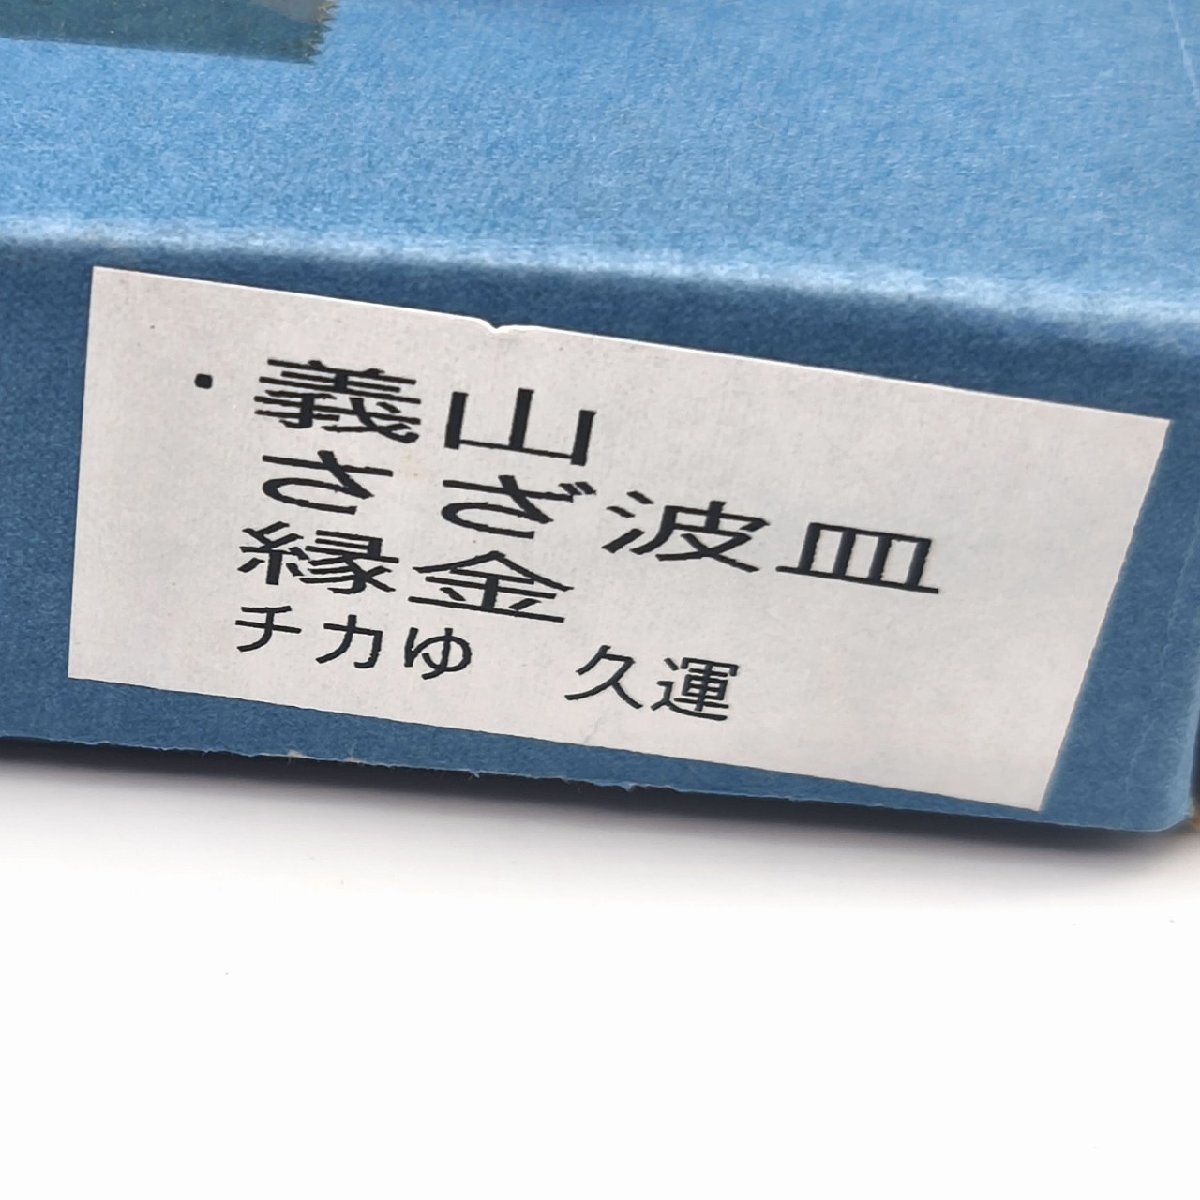 ・義山
さざ波皿
縁金
チカゆ　久運